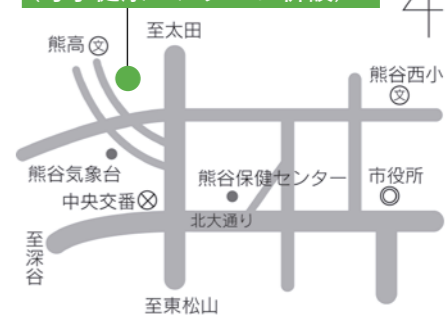 至太田
熊高
文
熊谷西小
文
熊谷気象台
熊谷保健センター
市役所
中央交番
北大通り
至深谷
至東松山